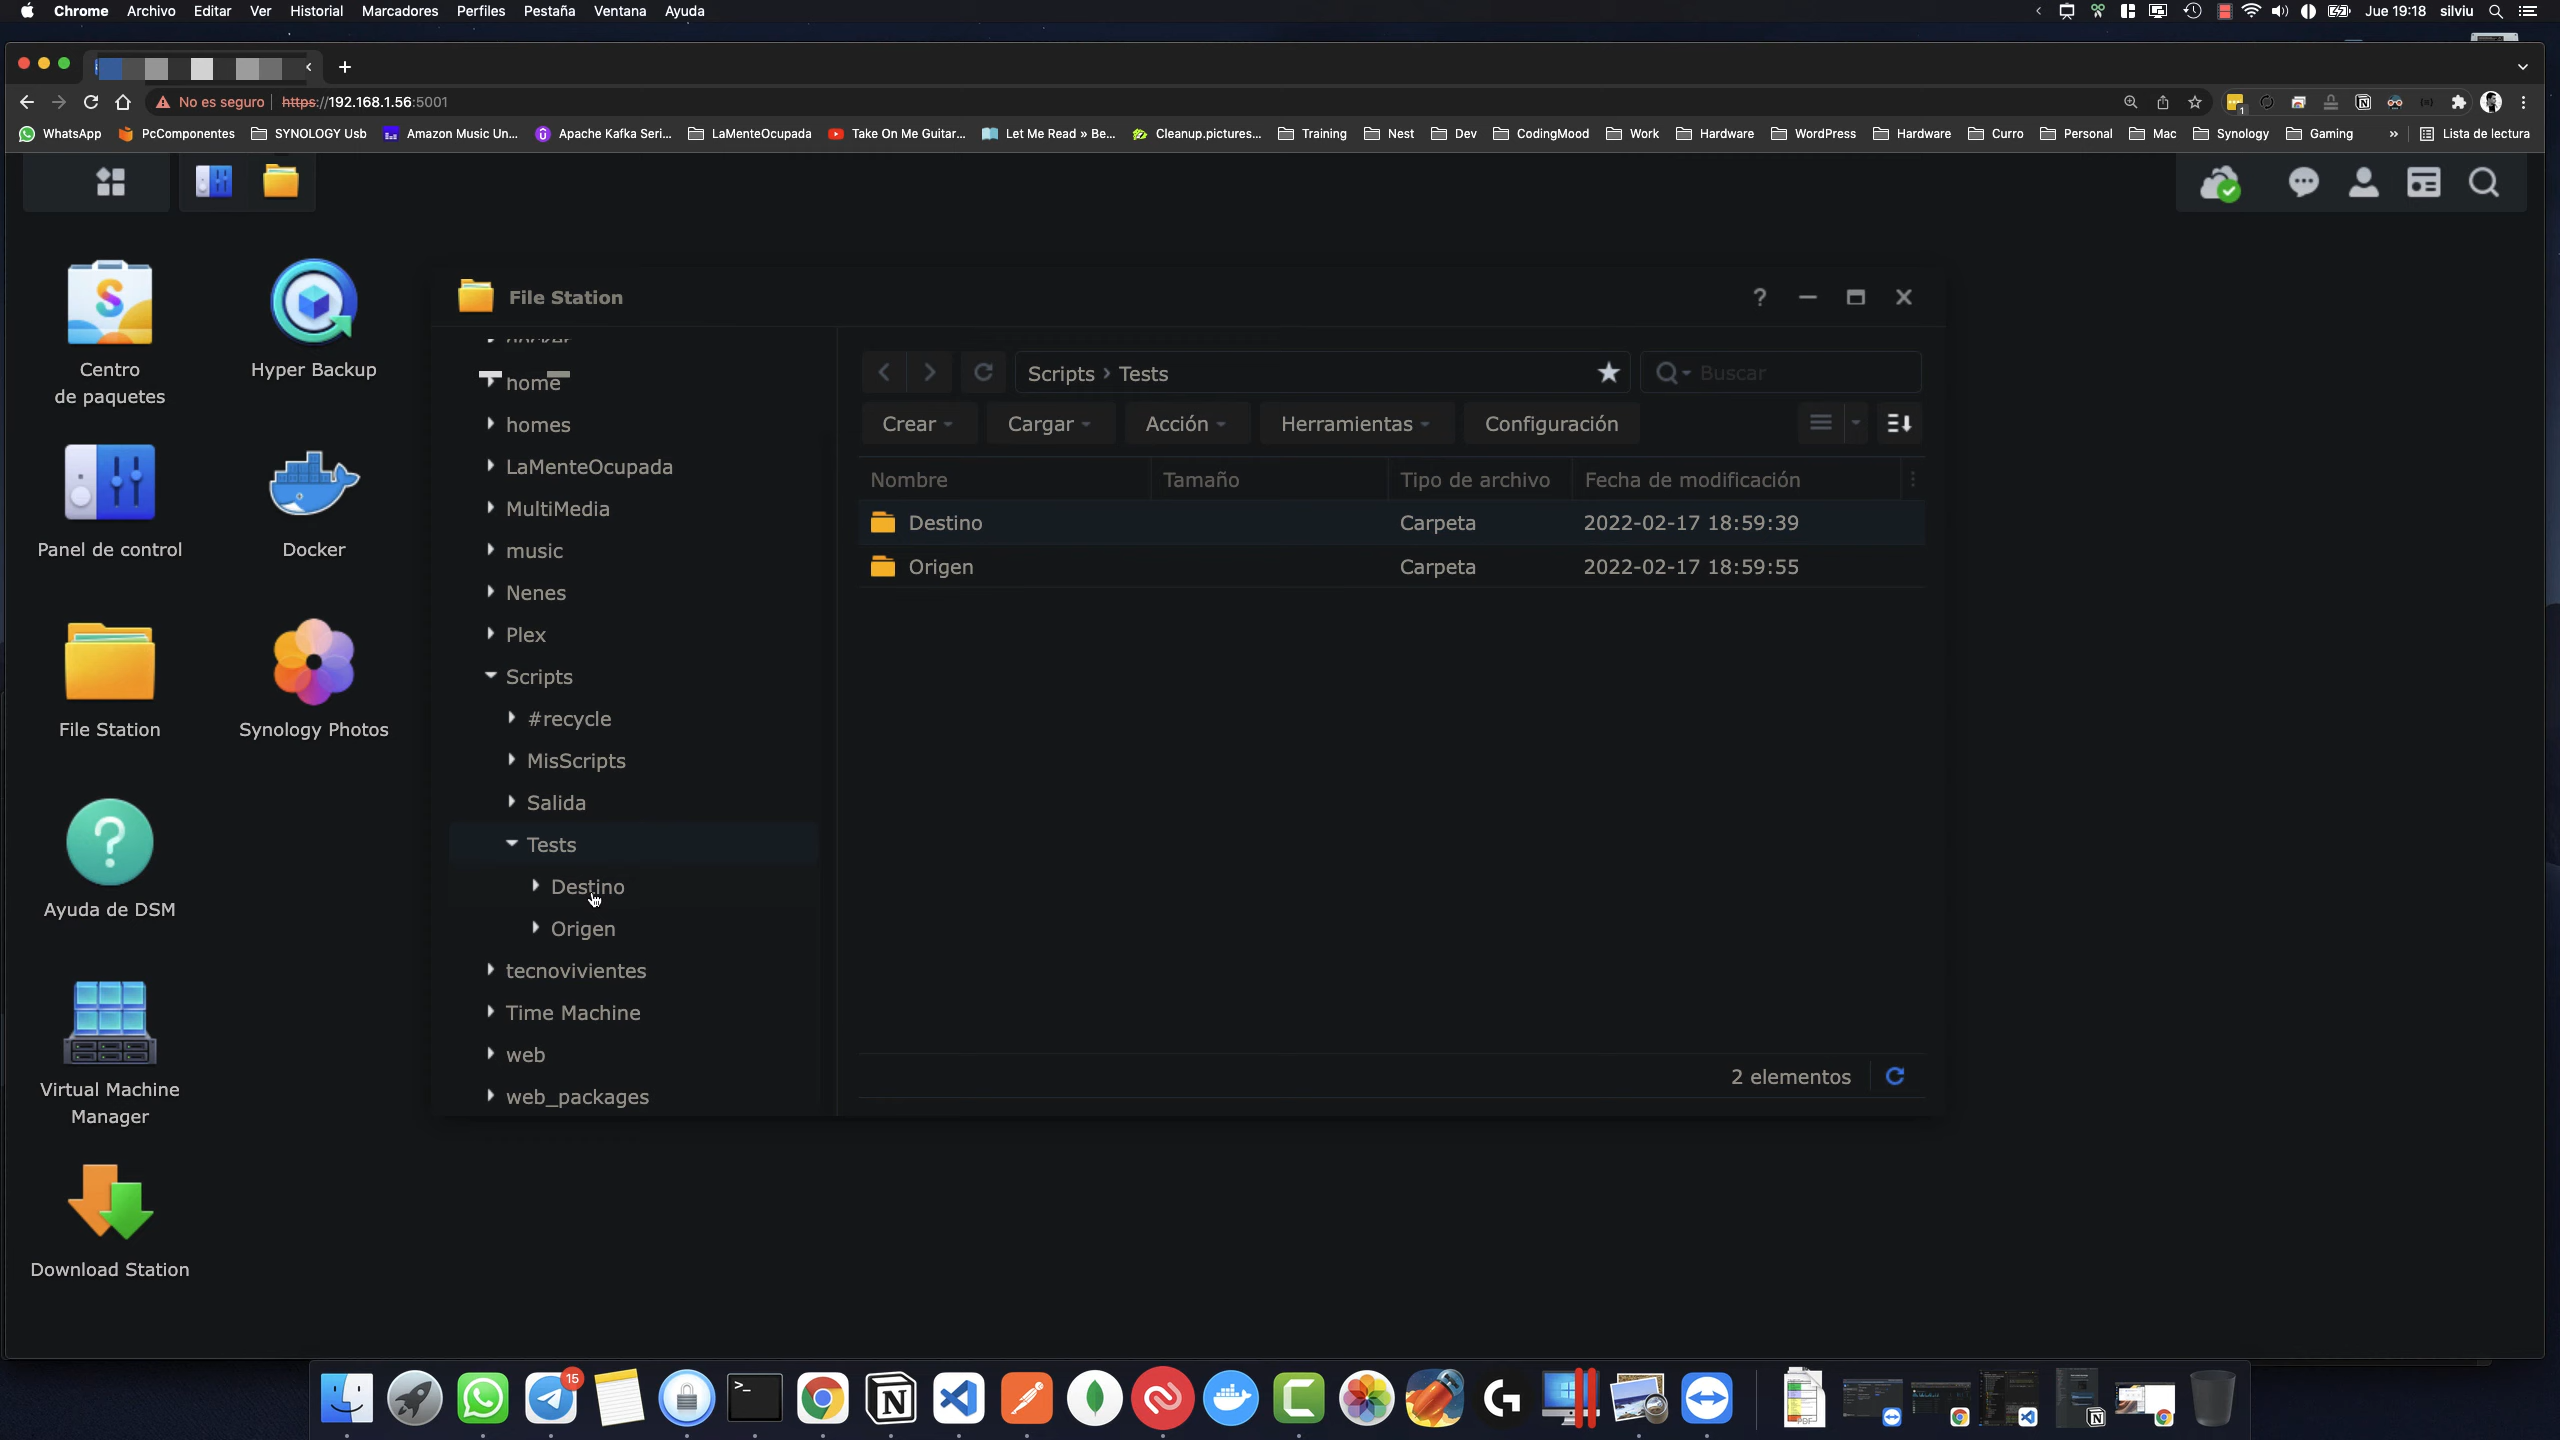 Chrome Archivo Editar Ver Historial Marcadores Perfiles Pestaña Ventana Ayuda Jue 19:18 silviu
No es seguro https://192.168.1.56:5001
WhatsApp PcComponentes SYNOLOGY Usb Amazon Music Un... Apache Kafka Seri... LaMenteOcupada Take On Me Guitar... Let Me Read » Be... Cleanup.pictures... Training Nest Dev CodingMood Work Hardware WordPress Hardware Curro Personal Mac Synology Gaming » Lista de lectura
Centro
de paquetes
Hyper Backup
Panel de control
Docker
File Station
Synology Photos
Ayuda de DSM
Virtual Machine
Manager
Download Station
File Station
docker
home
homes
LaMenteOcupada
MultiMedia
music
Nenes
Plex
Scripts
#recycle
MisScripts
Salida
Tests
Destino
Origen
tecnovivientes
Time Machine
web
web_packages
Scripts › Tests
Buscar
Crear Cargar Acción Herramientas Configuración
Nombre Tamaño Tipo de archivo Fecha de modificación
Destino Carpeta 2022-02-17 18:59:39
Origen Carpeta 2022-02-17 18:59:55
2 elementos
15